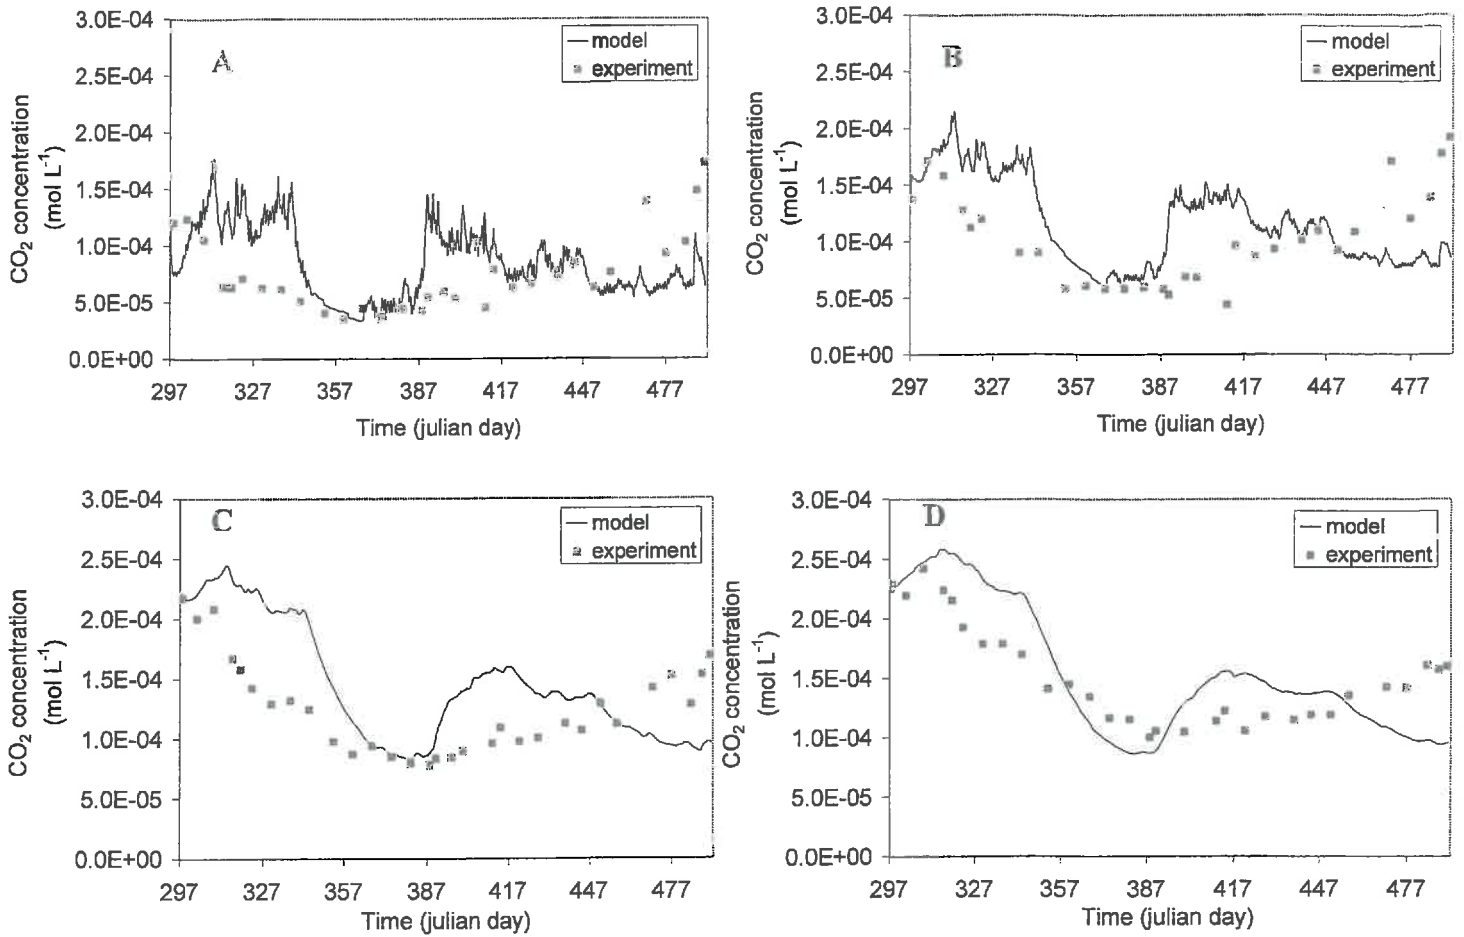 3.0E-04
2.5E-04
2.0E-04
1.5E-04
1.0E-04
5.0E-05
0.0E+00
CO2 concentration
(mol L-1)
A
model
experiment
297 327 357 387 417 447 477
Time (julian day)
3.0E-04
2.5E-04
2.0E-04
1.5E-04
1.0E-04
5.0E-05
0.0E+00
CO2 concentration
(mol L-1)
B
model
experiment
297 327 357 387 417 447 477
Time (julian day)
3.0E-04
2.5E-04
2.0E-04
1.5E-04
1.0E-04
5.0E-05
0.0E+00
CO2 concentration
(mol L-1)
C
model
experiment
297 327 357 387 417 447 477
Time (julian day)
3.0E-04
2.5E-04
2.0E-04
1.5E-04
1.0E-04
5.0E-05
0.0E+00
CO2 concentration
(mol L-1)
D
model
experiment
297 327 357 387 417 447 477
Time (julian day)